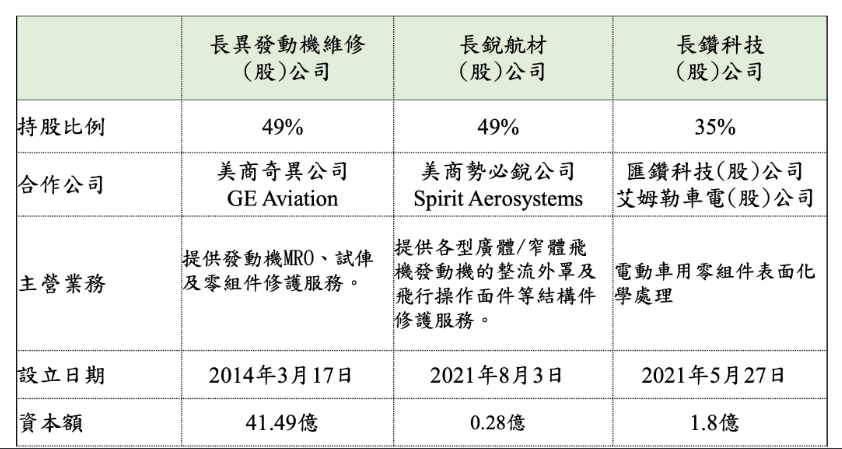 長異發動機維修
(股)公司
長銳航材
(股)公司
長鑽科技
(股)公司
持股比例
49%
49%
35%
合作公司
美商奇異公司
GE Aviation
美商勢必銳公司
Spirit Aerosystems
匯鑽科技(股)公司
艾姆勒車電(股)公司
主營業務
提供發動機MRO、試俥
及零組件修護服務。
提供各型廣體/窄體飛
機發動機的整流外罩及
飛行操作面件等結構件
修護服務。
電動車用零組件表面化
學處理
設立日期
2014年3月17日
2021年8月3日
2021年5月27日
資本額
41.49億
0.28億
1.8億